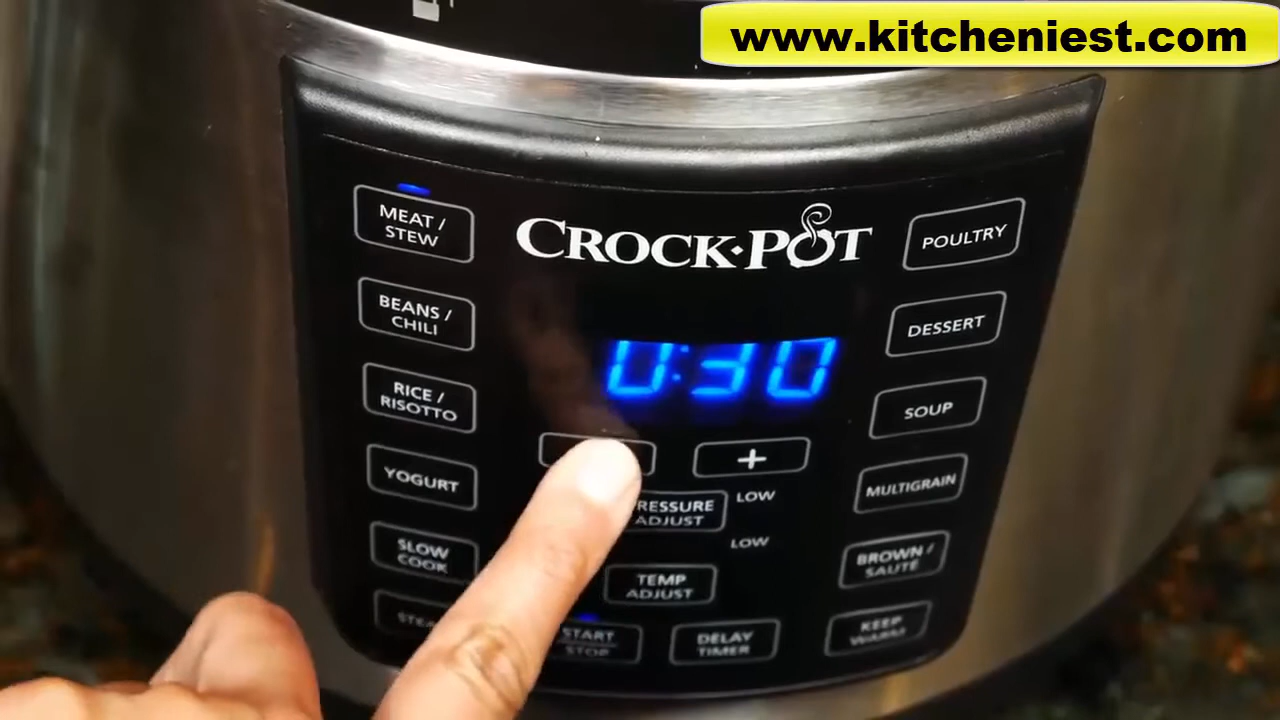 www.kitcheniest.com
CROCK·POT
MEAT /
STEW
BEANS /
CHILI
RICE /
RISOTTO
YOGURT
SLOW
COOK
0:30
+
LOW
PRESSURE
ADJUST
LOW
TEMP
ADJUST
START
STOP
DELAY
TIMER
POULTRY
DESSERT
SOUP
MULTIGRAIN
BROWN /
SAUTÉ
KEEP
WARM